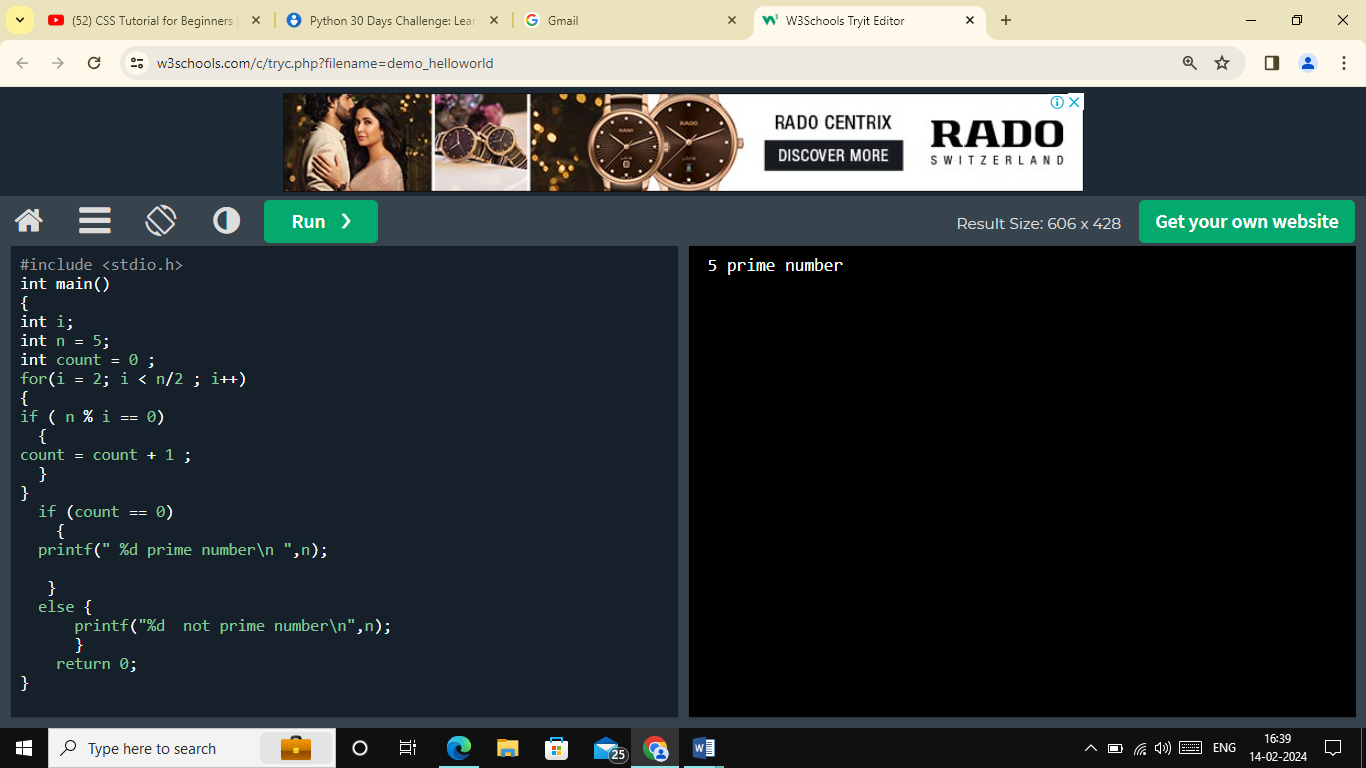 (52) CSS Tutorial for Beginners
Python 30 Days Challenge: Lear
Gmail
W3Schools Tryit Editor
w3schools.com/c/tryc.php?filename=demo_helloworld
RADO CENTRIX
DISCOVER MORE
RADO
SWITZERLAND
Run ❯
Result Size: 606 x 428
Get your own website
#include <stdio.h>
int main()
{
int i;
int n = 5;
int count = 0 ;
for(i = 2; i < n/2 ; i++)
{
if ( n % i == 0)
  {
count = count + 1 ;
  }
}
  if (count == 0)
    {
  printf(" %d prime number\n ",n);
   }
  else {
      printf("%d  not prime number\n",n);
      }
    return 0;
}
5 prime number
Type here to search
25
ENG
16:39
14-02-2024